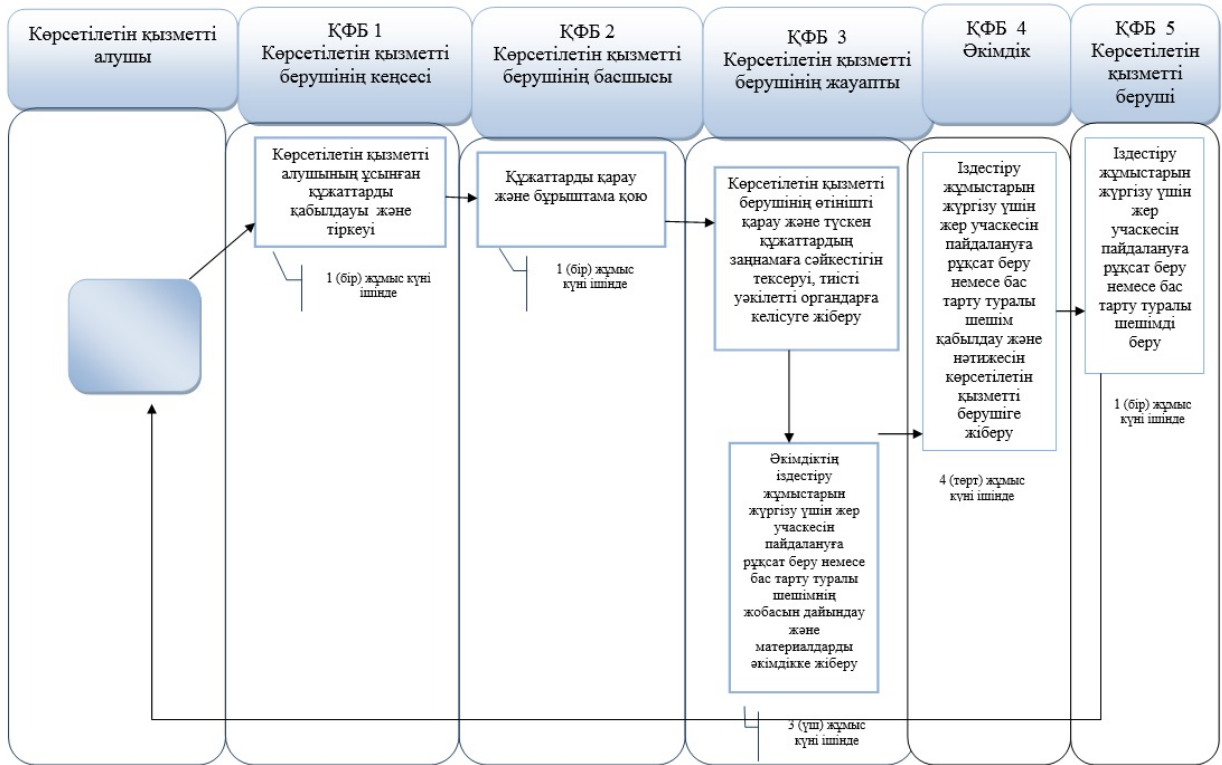 Көрсетілетін қызметті
алушы
ҚФБ 1
Көрсетілетін қызметті
берушінің кеңсесі
ҚФБ 2
Көрсетілетін қызметті
берушінің басшысы
ҚФБ 3
Көрсетілетін қызметті
берушінің жауапты
ҚФБ 4
Әкімдік
ҚФБ 5
Көрсетілетін
қызметті
беруші
Көрсетілетін қызметті
алушының ұсынған
құжаттарды
қабылдауы және
тіркеуі
1 (бір) жұмыс күні
ішінде
Құжаттарды қарау
және бұрыштама қою
1 (бір) жұмыс
күні ішінде
Көрсетілетін қызметті
берушінің өтінішті
қарау және түскен
құжаттардың
заңнамаға сәйкестігін
тексеруі, тиісті
уәкілетті органдарға
келісуге жіберу
Әкімдіктің
іздестіру
жұмыстарын
жүргізу үшін жер
учаскесін
пайдалануға
рұқсат беру немесе
бас тарту туралы
шешімнің
жобасын дайындау
және
материалдарды
әкімдікке жіберу
3 (үш) жұмыс
күні ішінде
Іздестіру
жұмыстарын
жүргізу үшін
жер учаскесін
пайдалануға
рұқсат беру
немесе бас
тарту туралы
шешім
қабылдау және
нәтижесін
көрсетілетін
қызметті
берушіге
жіберу
4 (төрт) жұмыс
күні ішінде
Іздестіру
жұмыстарын
жүргізу үшін
жер
учаскесін
пайдалануға
рұқсат беру
немесе бас
тарту туралы
шешімді
беру
1 (бір) жұмыс
күні ішінде